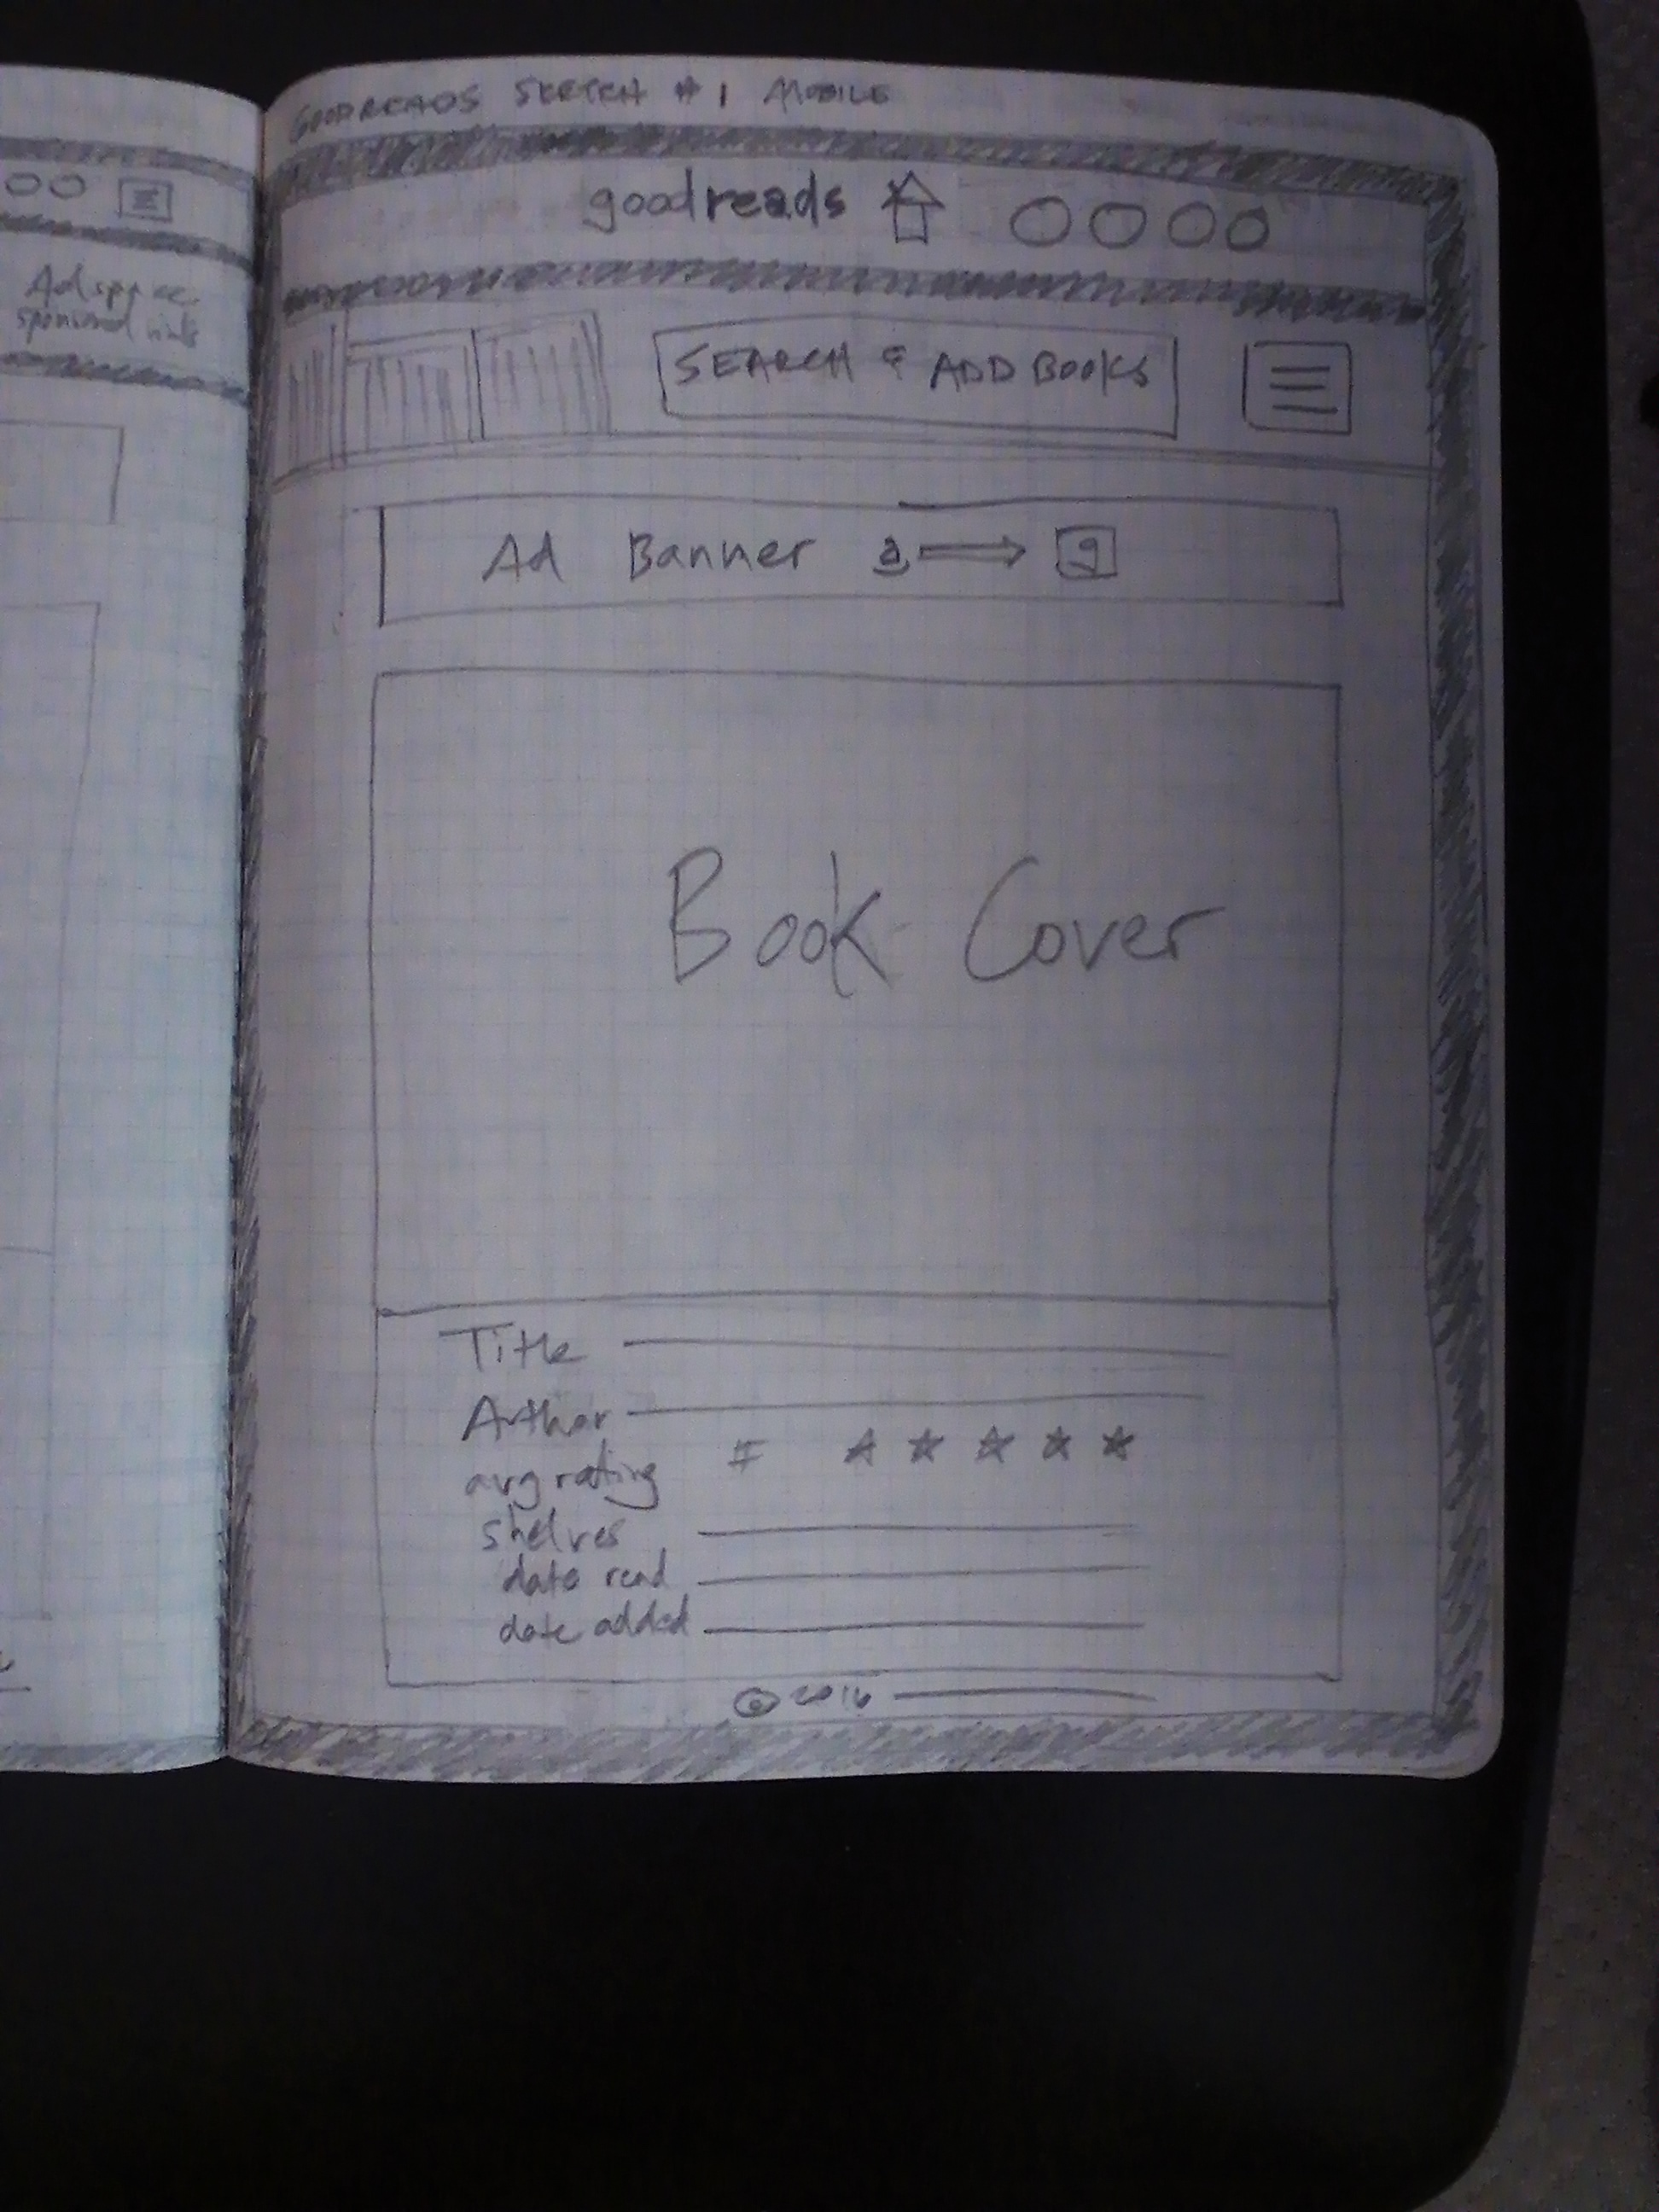 GOODREADS SKETCH #1 MOBILE
goodreads
SEARCH & ADD BOOKS
Ad Banner a g
Book Cover
Title
Author
avg rating #
shelves
date read
date added
© 2016
Ad space
sponsored links